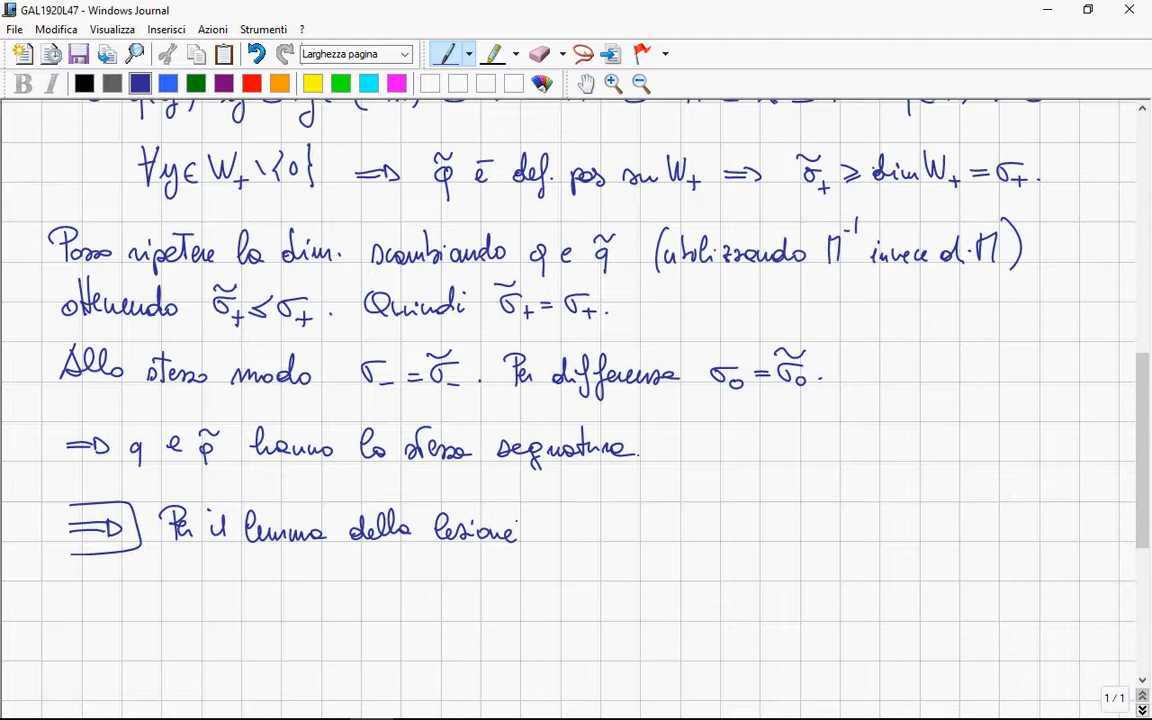 GAL1920L47 - Windows Journal
File Modifica Visualizza Inserisci Azioni Strumenti ?
Larghezza pagina
B I
∀y∈ W₊ \{0} ⟹ q̃ è def. pos su W₊ ⟹ σ̃₊ ≥ dim W₊ = σ₊.
Posso ripetere la dim. scambiando q e q̃ (utilizzando M⁻¹ invece di M)
ottenendo σ̃₊ ≤ σ₊. Quindi σ̃₊ = σ₊.
Allo stesso modo σ₋ = σ̃₋. Per differenza σ₀ = σ̃₀.
⟹ q e q̃ hanno la stessa segnatura.
⟹ Per il lemma della lezione
1 / 1